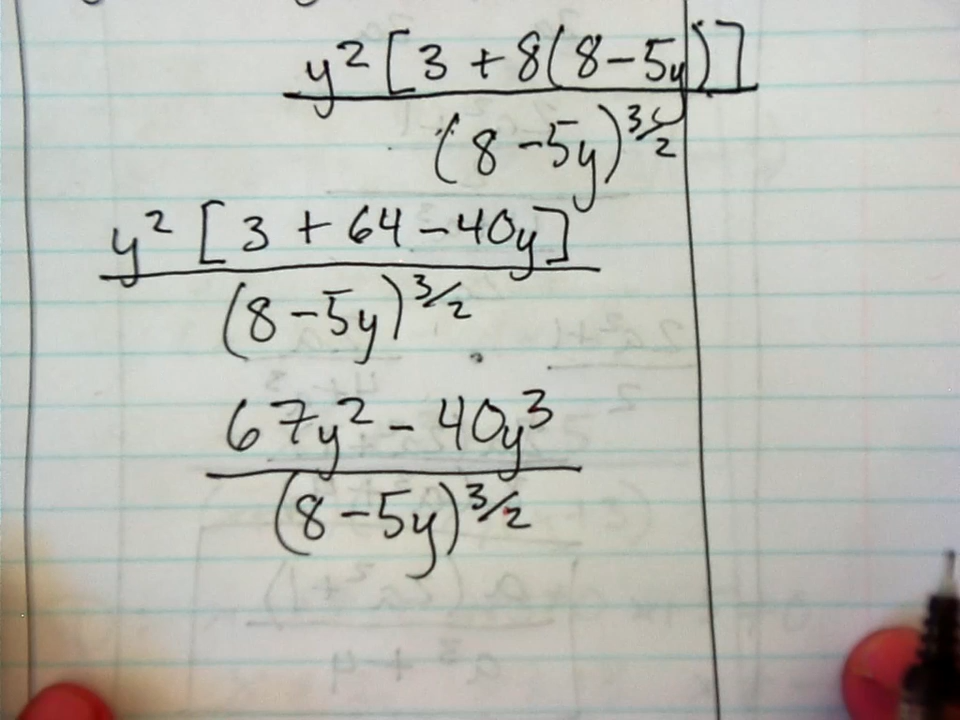 y² [3 + 8(8 - 5y)]
(8 - 5y)^3/2
y² [3 + 64 - 40y]
(8 - 5y)^3/2
67y² - 40y³
(8 - 5y)^3/2